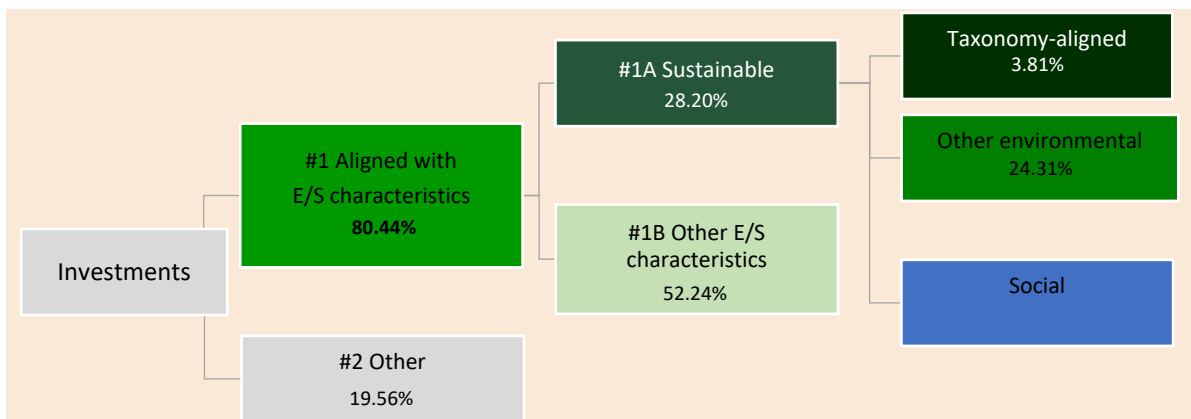 Investments
#1 Aligned with
E/S characteristics
80.44%
#2 Other
19.56%
#1A Sustainable
28.20%
#1B Other E/S
characteristics
52.24%
Taxonomy-aligned
3.81%
Other environmental
24.31%
Social